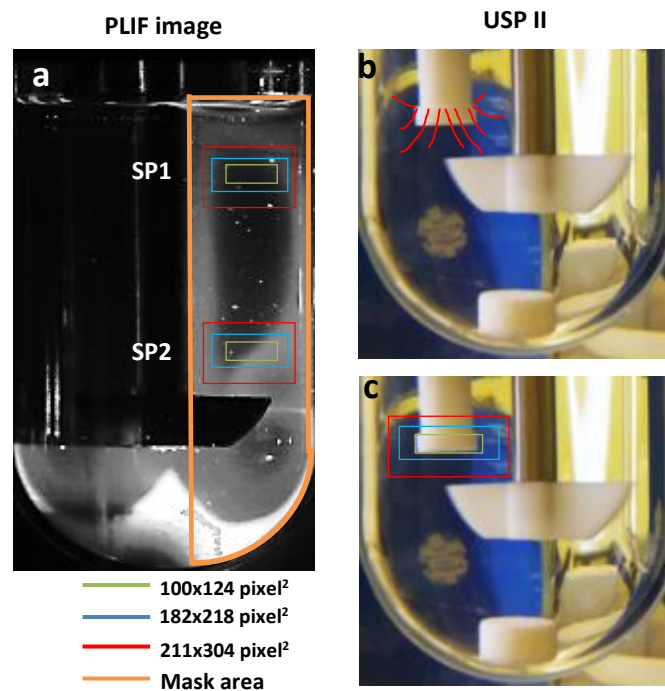 PLIF image
USP II
a
b
SP1
SP2
c
100x124 pixel²
182x218 pixel²
211x304 pixel²
Mask area